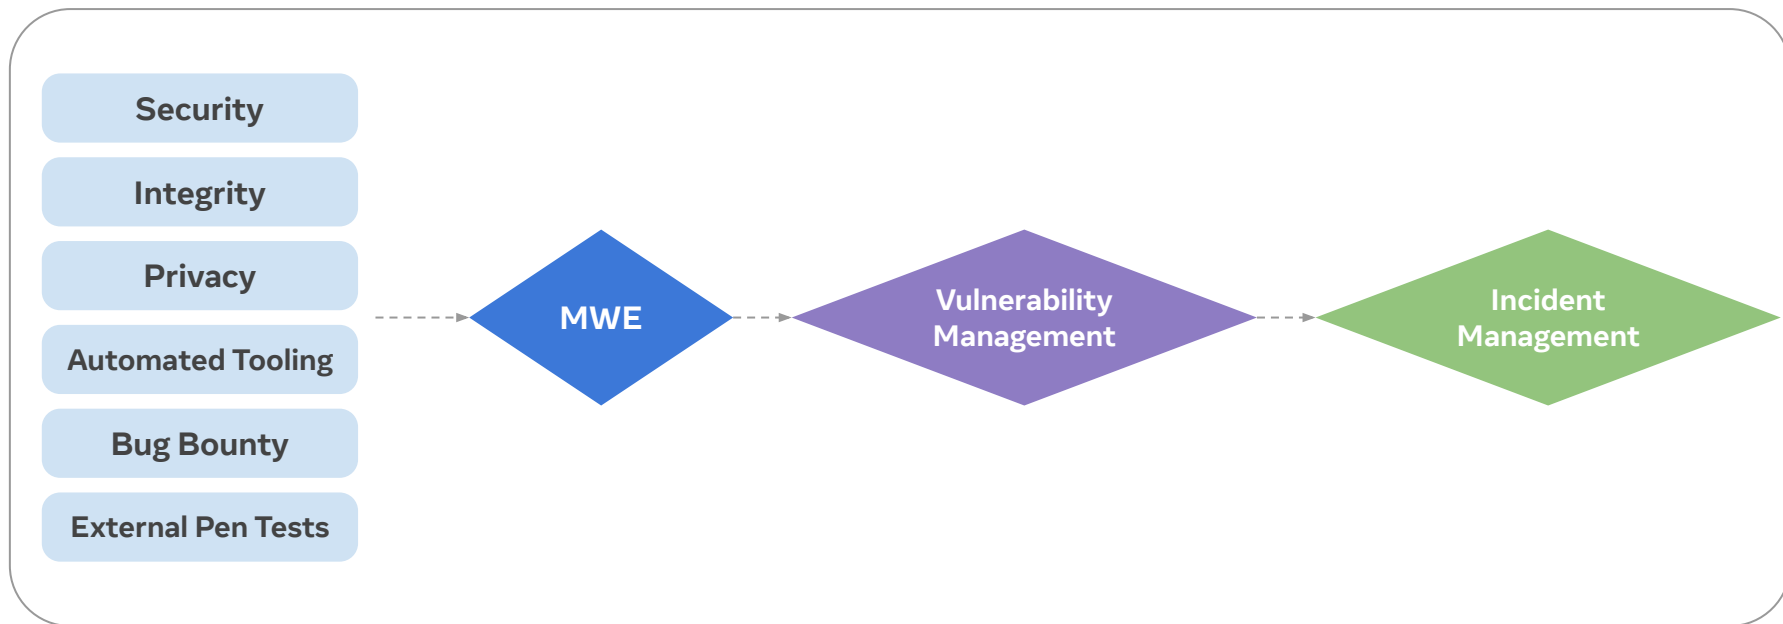 Security
Integrity
Privacy
Automated Tooling
Bug Bounty
External Pen Tests
MWE
Vulnerability
Management
Incident
Management